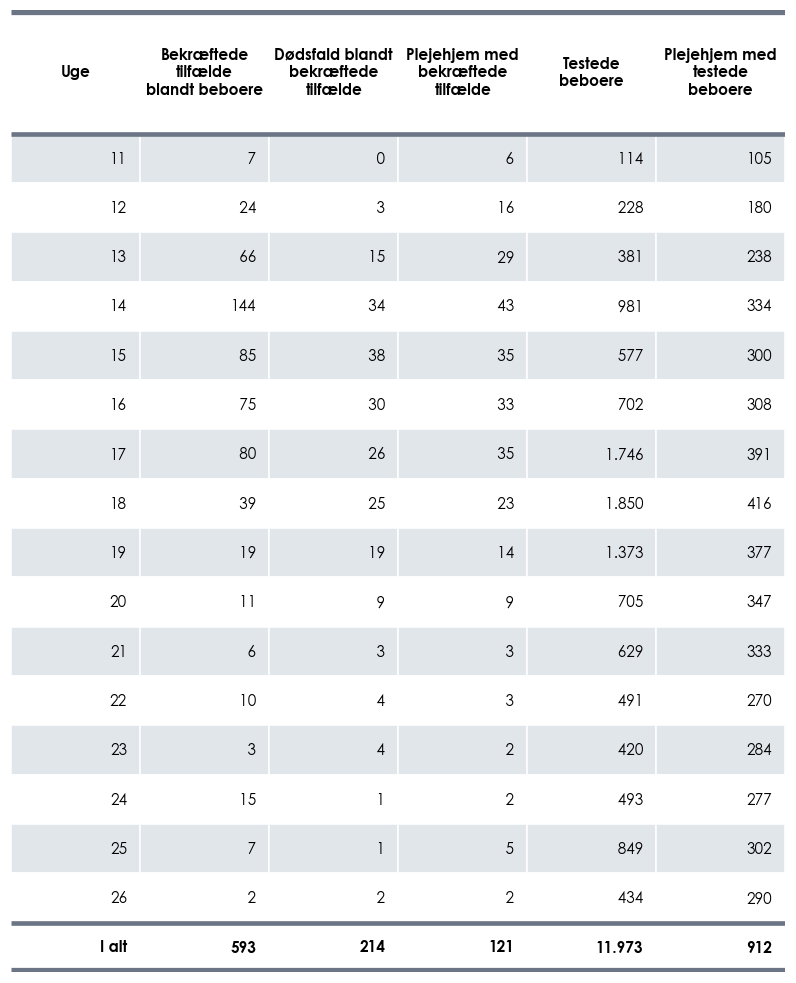 Uge Bekræftede tilfælde blandt beboere Dødsfald blandt bekræftede tilfælde Plejehjem med bekræftede tilfælde Testede beboere Plejehjem med testede beboere
11 7 0 6 114 105
12 24 3 16 228 180
13 66 15 29 381 238
14 144 34 43 981 334
15 85 38 35 577 300
16 75 30 33 702 308
17 80 26 35 1.746 391
18 39 25 23 1.850 416
19 19 19 14 1.373 377
20 11 9 9 705 347
21 6 3 3 629 333
22 10 4 3 491 270
23 3 4 2 420 284
24 15 1 2 493 277
25 7 1 5 849 302
26 2 2 2 434 290
I alt 593 214 121 11.973 912